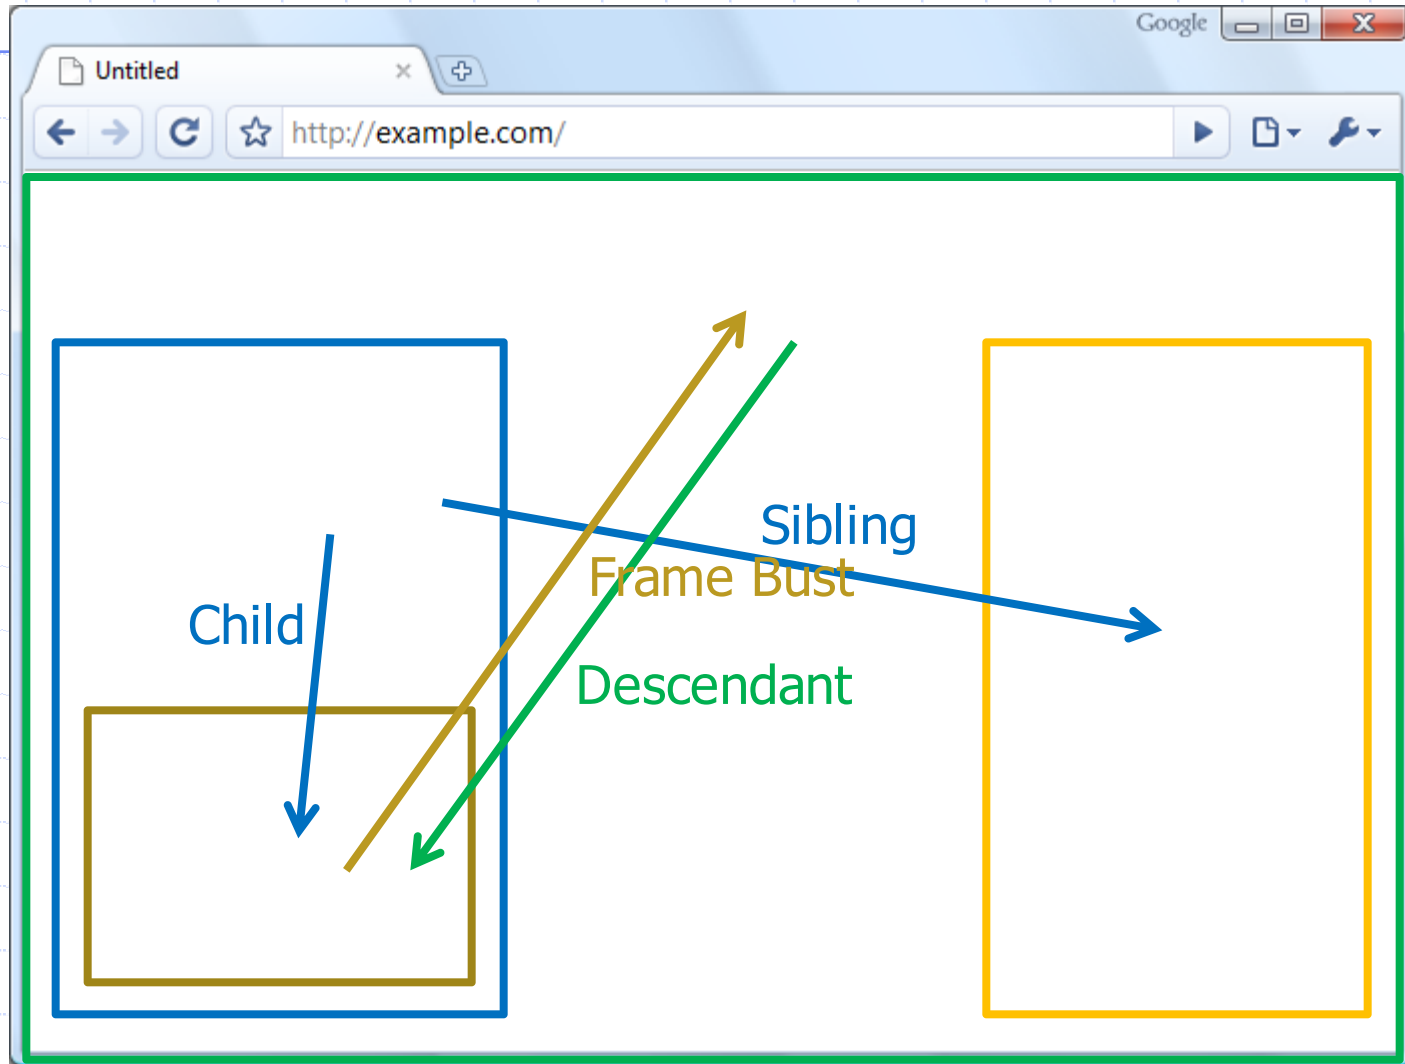 Google
Untitled
http://example.com/
Sibling
Frame Bust
Child
Descendant